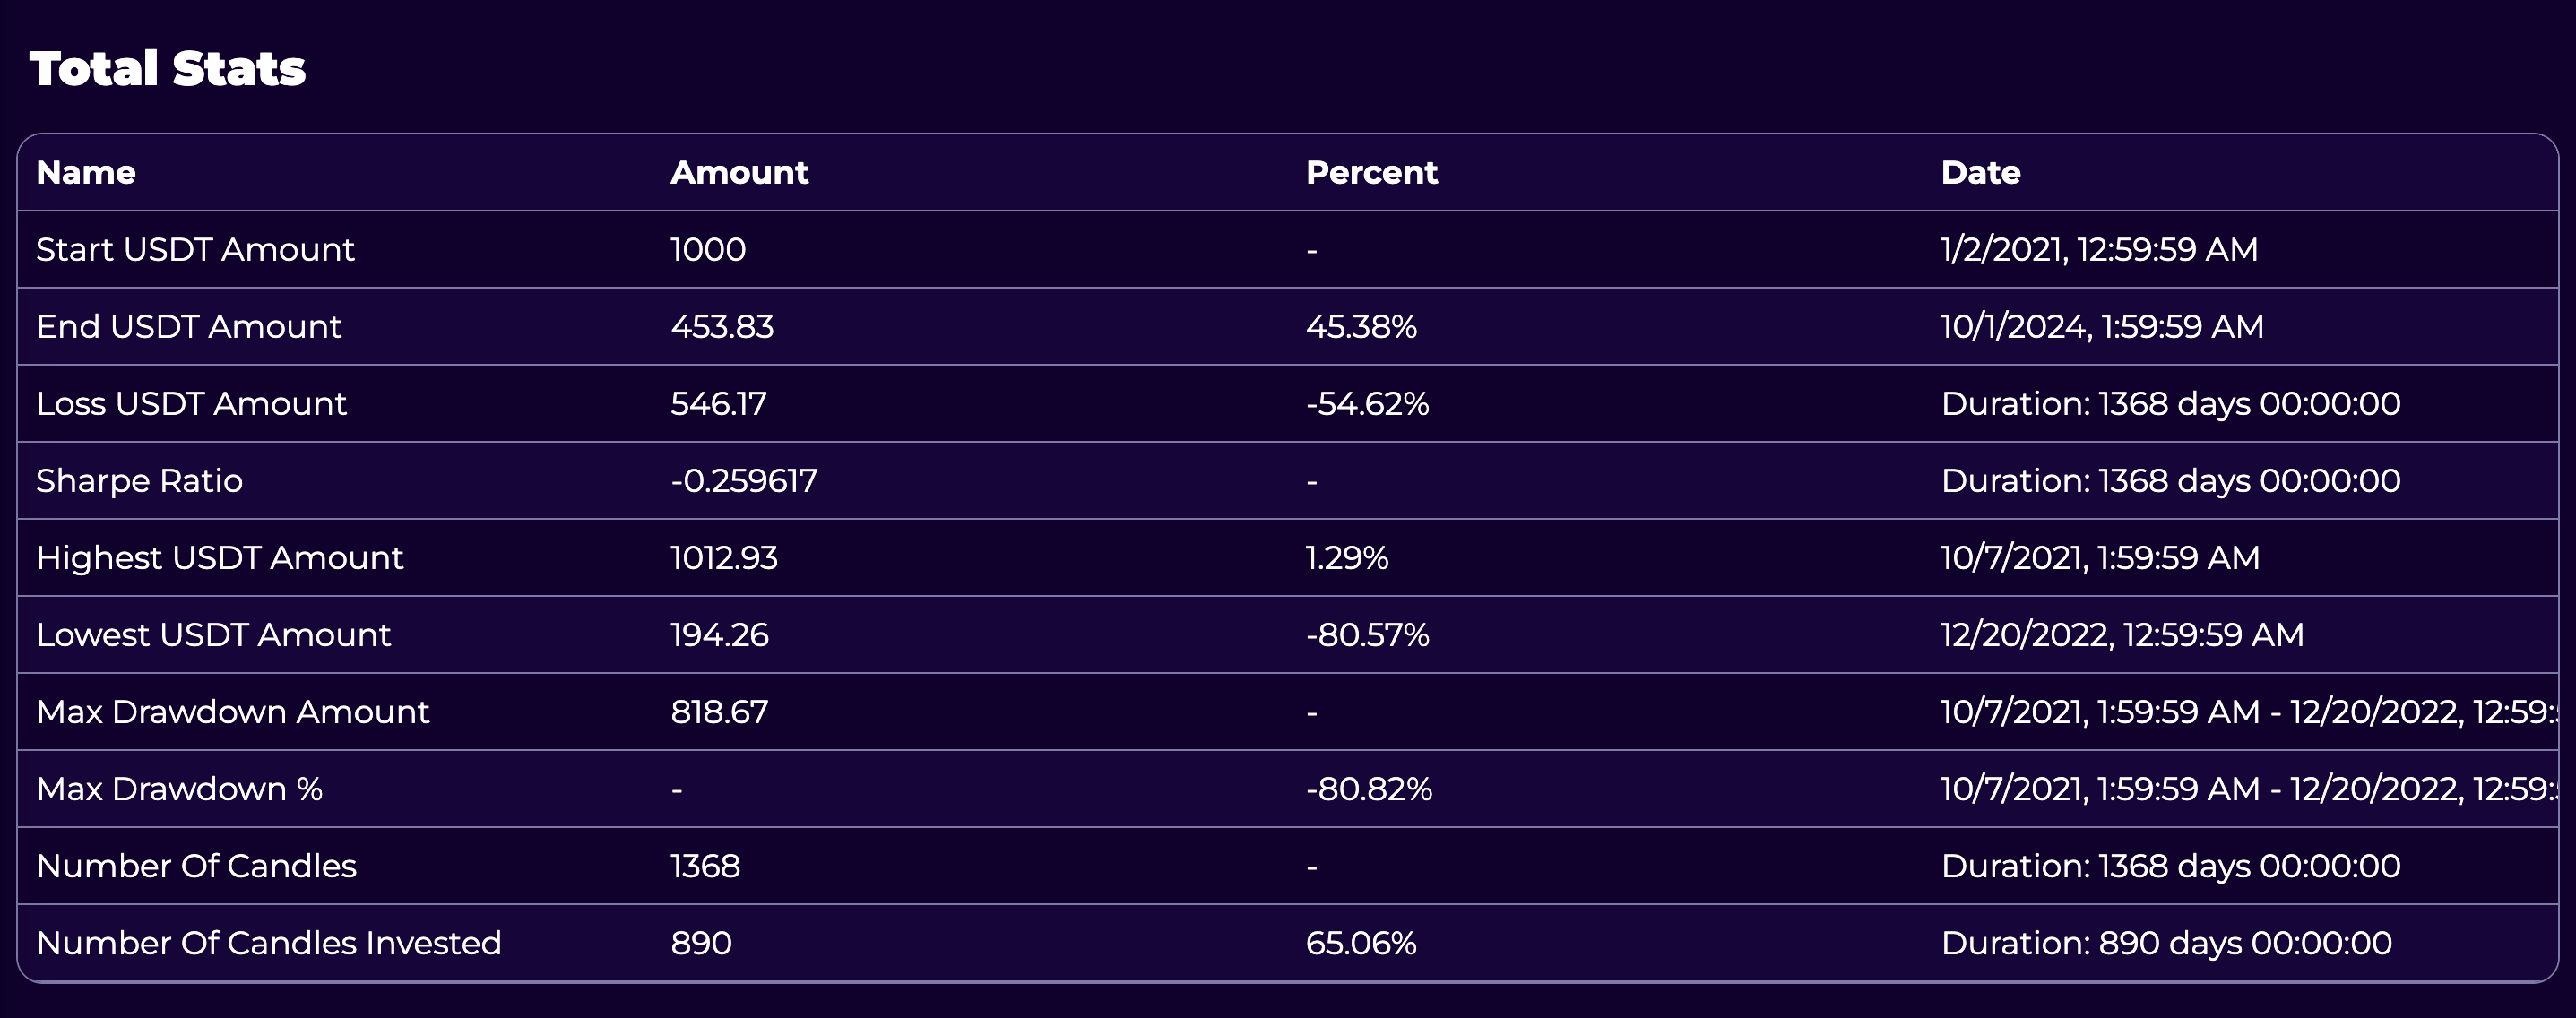 Total Stats
Name Amount Percent Date
Start USDT Amount 1000 - 1/2/2021, 12:59:59 AM
End USDT Amount 453.83 45.38% 10/1/2024, 1:59:59 AM
Loss USDT Amount 546.17 -54.62% Duration: 1368 days 00:00:00
Sharpe Ratio -0.259617 - Duration: 1368 days 00:00:00
Highest USDT Amount 1012.93 1.29% 10/7/2021, 1:59:59 AM
Lowest USDT Amount 194.26 -80.57% 12/20/2022, 12:59:59 AM
Max Drawdown Amount 818.67 - 10/7/2021, 1:59:59 AM - 12/20/2022, 12:59:
Max Drawdown % - -80.82% 10/7/2021, 1:59:59 AM - 12/20/2022, 12:59:
Number Of Candles 1368 - Duration: 1368 days 00:00:00
Number Of Candles Invested 890 65.06% Duration: 890 days 00:00:00